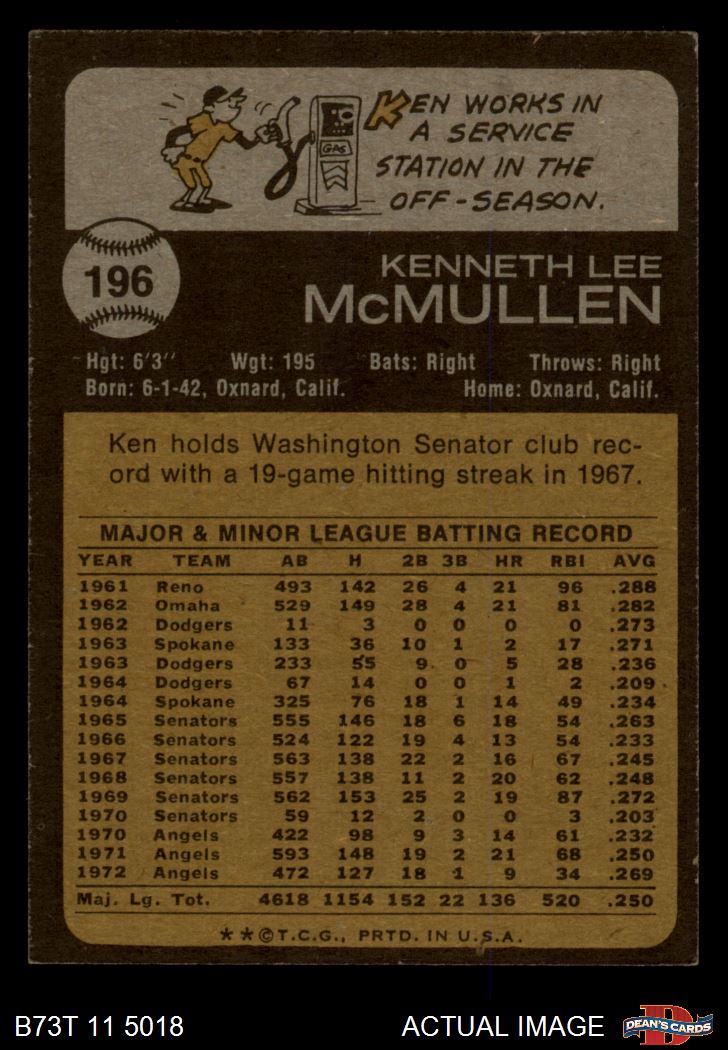 KEN WORKS IN
A SERVICE
STATION IN THE
OFF-SEASON.
GAS
196
KENNETH LEE
McMULLEN
Hgt: 6'3" Wgt: 195 Bats: Right Throws: Right
Born: 6-1-42, Oxnard, Calif. Home: Oxnard, Calif.
Ken holds Washington Senator club rec-
ord with a 19-game hitting streak in 1967.
MAJOR & MINOR LEAGUE BATTING RECORD
YEAR TEAM AB H 2B 3B HR RBI AVG
1961 Reno 493 142 26 4 21 96 .288
1962 Omaha 529 149 28 4 21 81 .282
1962 Dodgers 11 3 0 0 0 0 .273
1963 Spokane 133 36 10 1 2 17 .271
1963 Dodgers 233 55 9 0 5 28 .236
1964 Dodgers 67 14 0 0 1 2 .209
1964 Spokane 325 76 18 1 14 49 .234
1965 Senators 555 146 18 6 18 54 .263
1966 Senators 524 122 19 4 13 54 .233
1967 Senators 563 138 22 2 16 67 .245
1968 Senators 557 138 11 2 20 62 .248
1969 Senators 562 153 25 2 19 87 .272
1970 Senators 59 12 2 0 0 3 .203
1970 Angels 422 98 9 3 14 61 .232
1971 Angels 593 148 19 2 21 68 .250
1972 Angels 472 127 18 1 9 34 .269
Maj. Lg. Tot. 4618 1154 152 22 136 520 .250
**©T.C.G., PRTD. IN U.S.A.
B73T 11 5018 ACTUAL IMAGE
DEAN'S CARDS